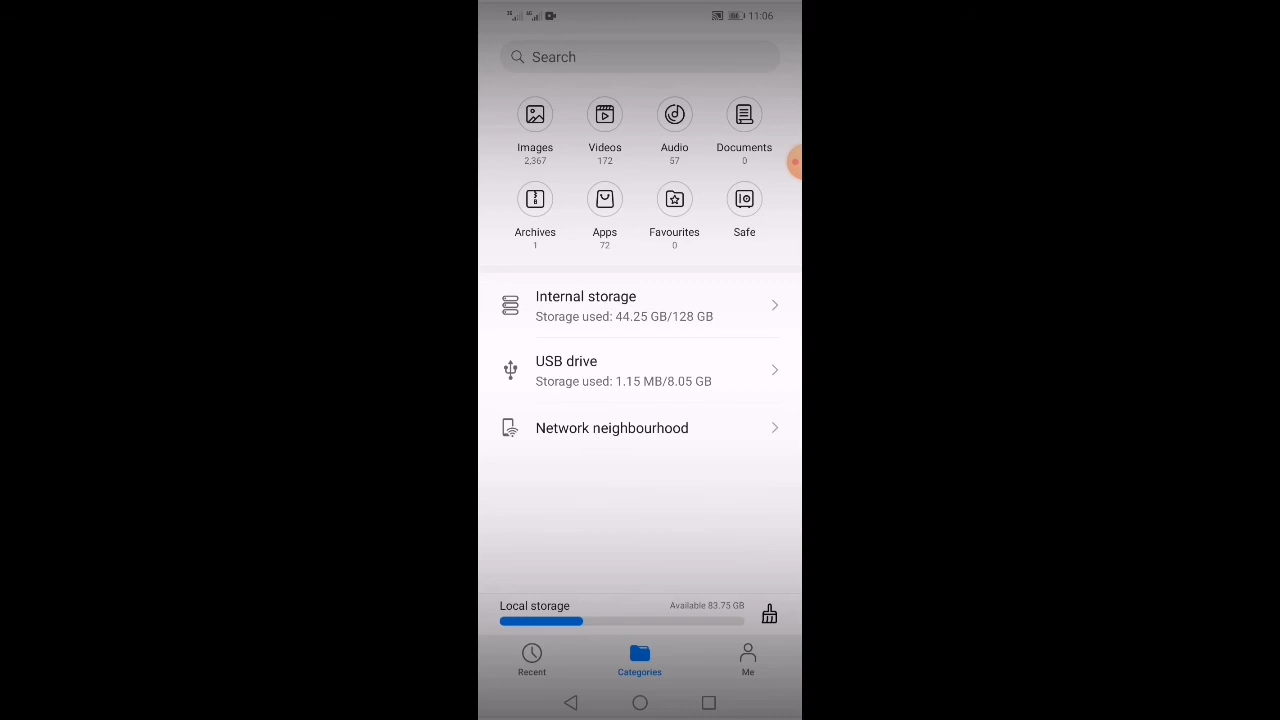 11:06
Search
Images Videos Audio Documents
2,367 172 57 0
Archives Apps Favourites Safe
1 72 0
Internal storage
Storage used: 44.25 GB/128 GB
USB drive
Storage used: 1.15 MB/8.05 GB
Network neighbourhood
Local storage Available 83.75 GB
Recent Categories Me